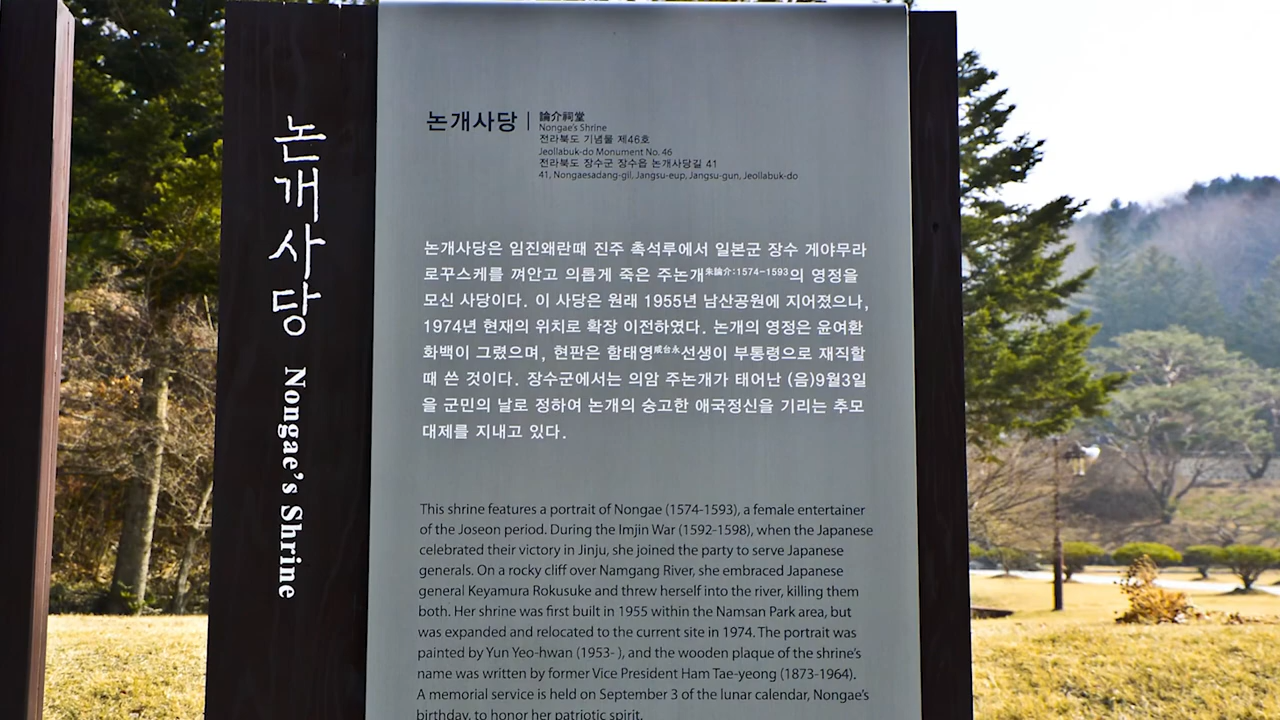 논개사당
Nongae's Shrine
논개사당
論介祠堂
Nongae's Shrine
전라북도 기념물 제46호
Jeollabuk-do Monument No. 46
전라북도 장수군 장수읍 논개사당길 41
41, Nongaesadang-gil, Jangsu-eup, Jangsu-gun, Jeollabuk-do
논개사당은 임진왜란때 진주 촉석루에서 일본군 장수 게야무라
로꾸스케를 껴안고 의롭게 죽은 주논개朱論介:1574-1593의 영정을
모신 사당이다. 이 사당은 원래 1955년 남산공원에 지어졌으나,
1974년 현재의 위치로 확장 이전하였다. 논개의 영정은 윤여환
화백이 그렸으며, 현판은 함태영咸台永선생이 부통령으로 재직할
때 쓴 것이다. 장수군에서는 의암 주논개가 태어난 (음)9월3일
을 군민의 날로 정하여 논개의 숭고한 애국정신을 기리는 추모
대제를 지내고 있다.
This shrine features a portrait of Nongae (1574-1593), a female entertainer
of the Joseon period. During the Imjin War (1592-1598), when the Japanese
celebrated their victory in Jinju, she joined the party to serve Japanese
generals. On a rocky cliff over Namgang River, she embraced Japanese
general Keyamura Rokusuke and threw herself into the river, killing them
both. Her shrine was first built in 1955 within the Namsan Park area, but
was expanded and relocated to the current site in 1974. The portrait was
painted by Yun Yeo-hwan (1953- ), and the wooden plaque of the shrine's
name was written by former Vice President Ham Tae-yeong (1873-1964).
A memorial service is held on September 3 of the lunar calendar, Nongae's
birthday, to honor her patriotic spirit.